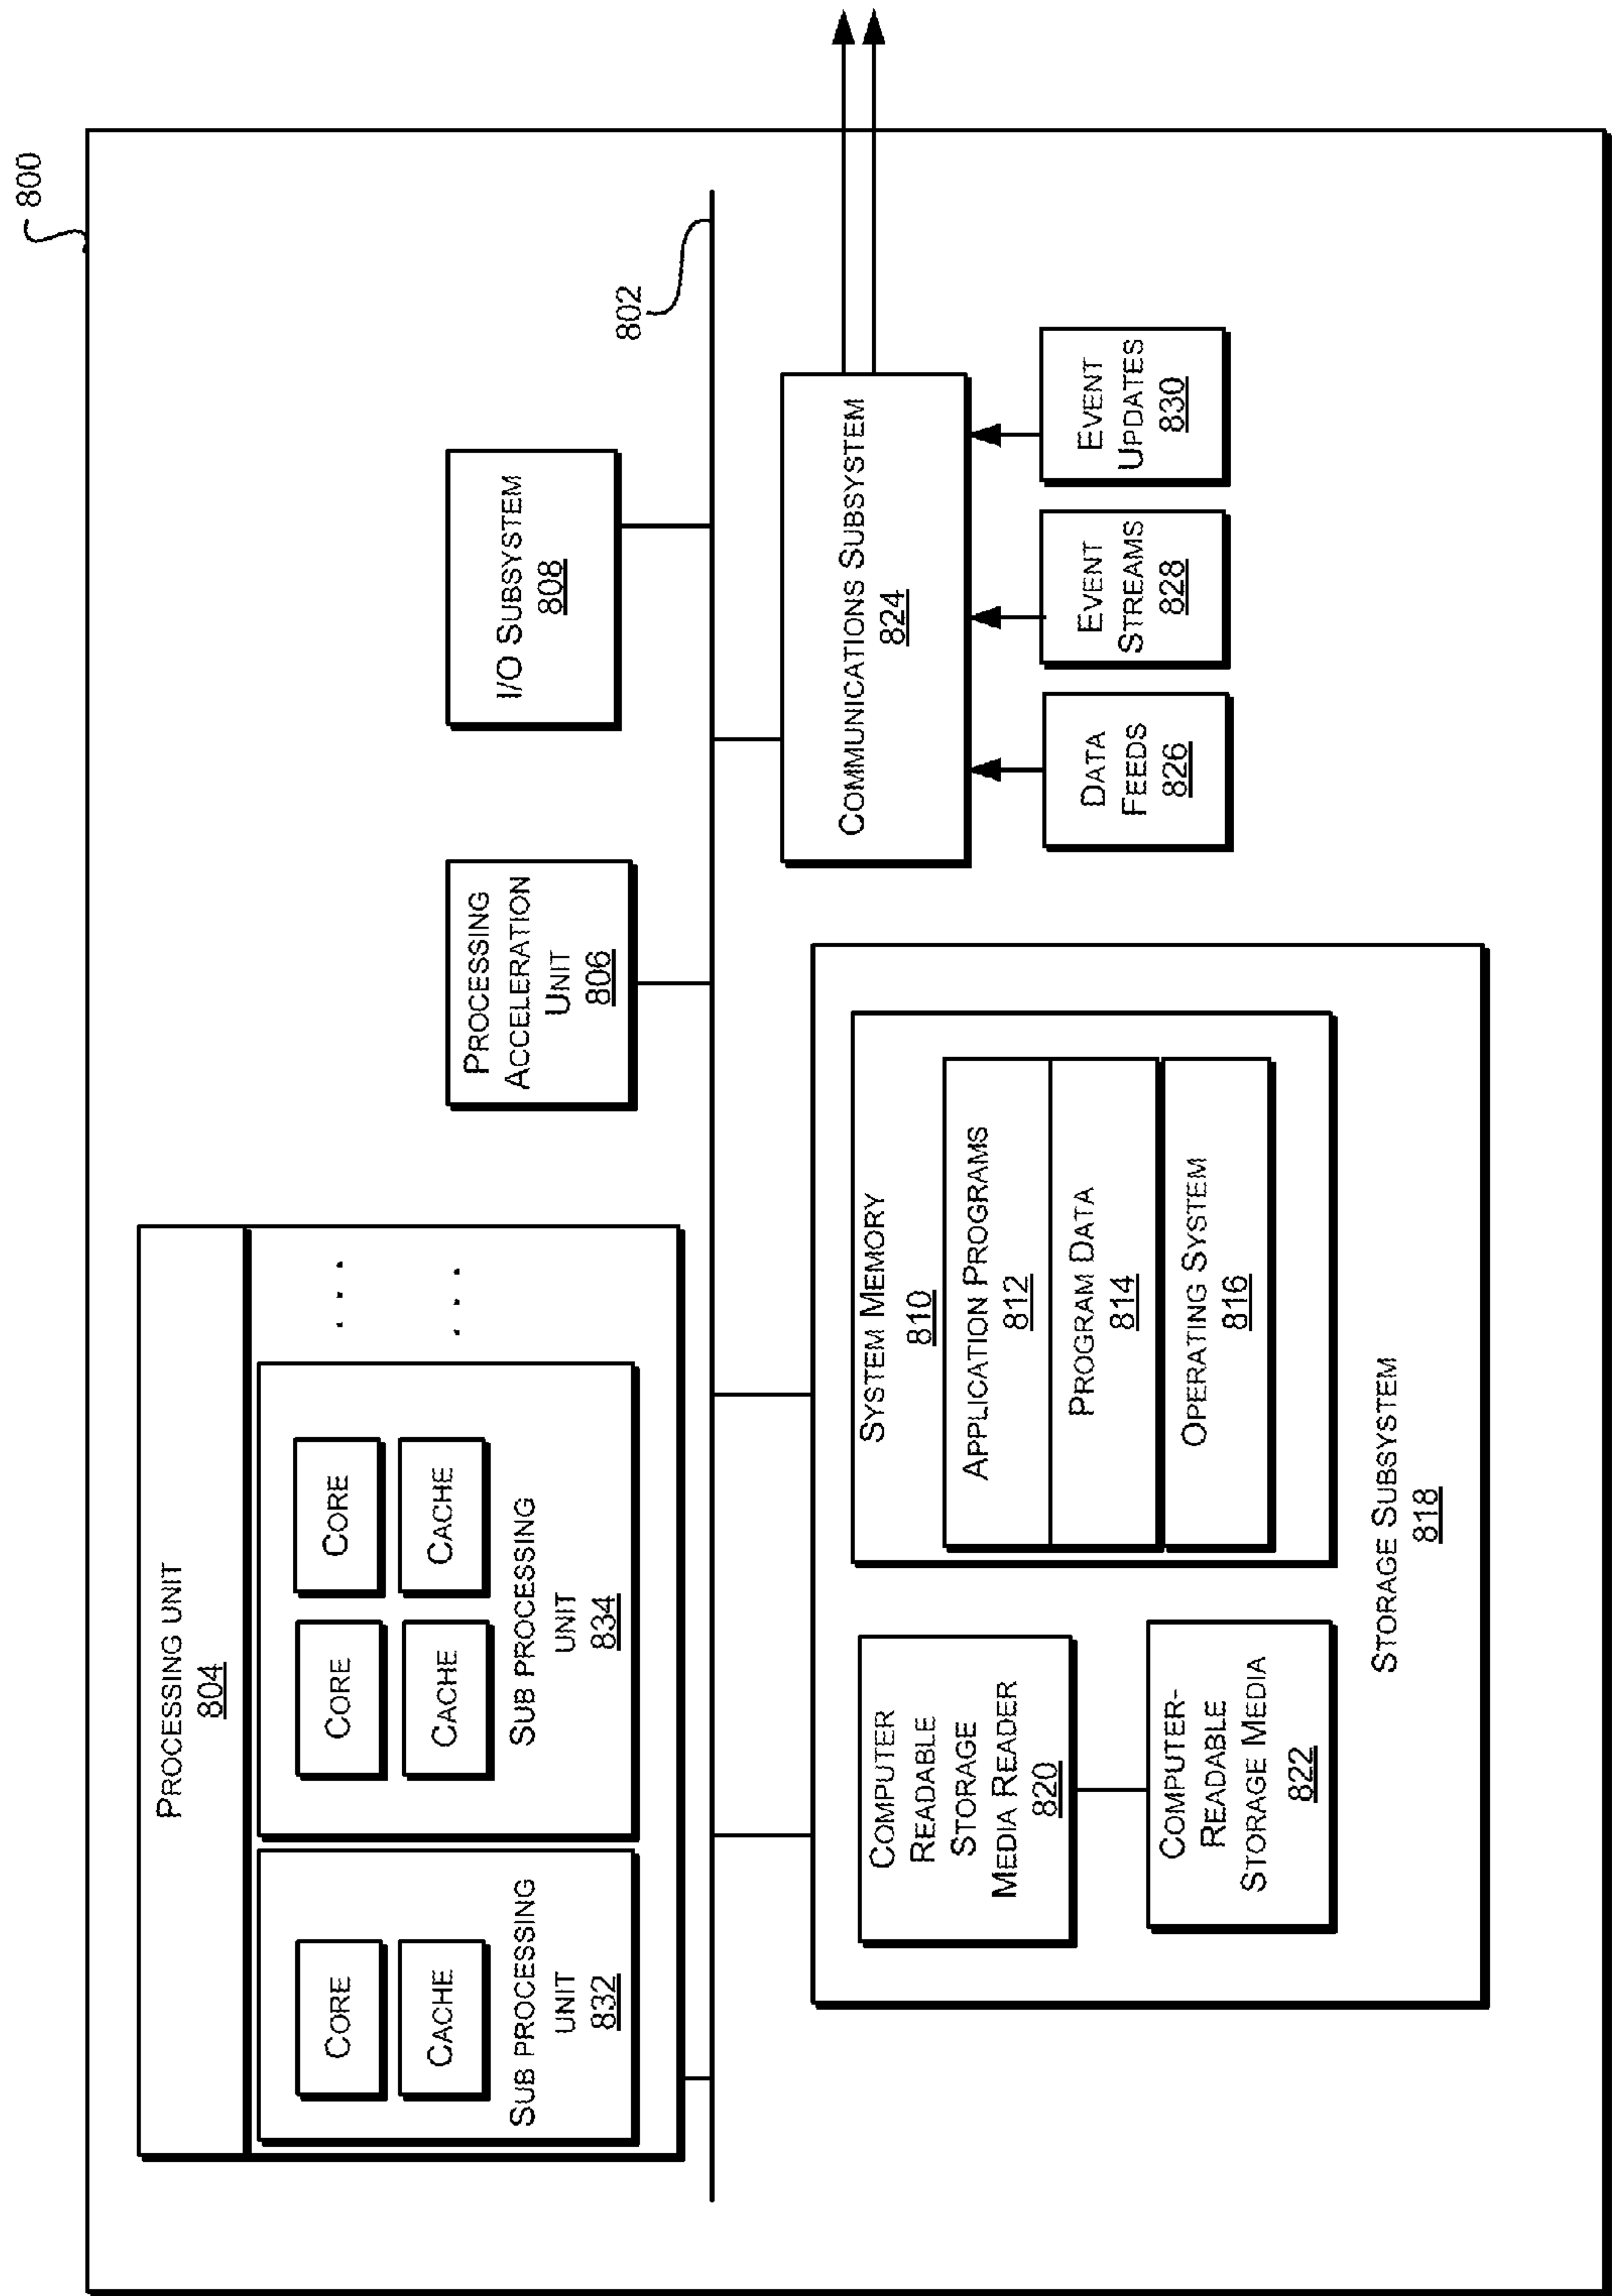 800
PROCESSING UNIT
804
CORE
CACHE
SUB PROCESSING
UNIT
832
CORE
CORE
CACHE
CACHE
SUB PROCESSING
UNIT
834
. . .
. . .
PROCESSING
ACCELERATION
UNIT
806
I/O SUBSYSTEM
808
802
COMPUTER
READABLE
STORAGE
MEDIA READER
820
COMPUTER-
READABLE
STORAGE MEDIA
822
SYSTEM MEMORY
810
APPLICATION PROGRAMS
812
PROGRAM DATA
814
OPERATING SYSTEM
816
STORAGE SUBSYSTEM
818
COMMUNICATIONS SUBSYSTEM
824
DATA
FEEDS
826
EVENT
STREAMS
828
EVENT
UPDATES
830